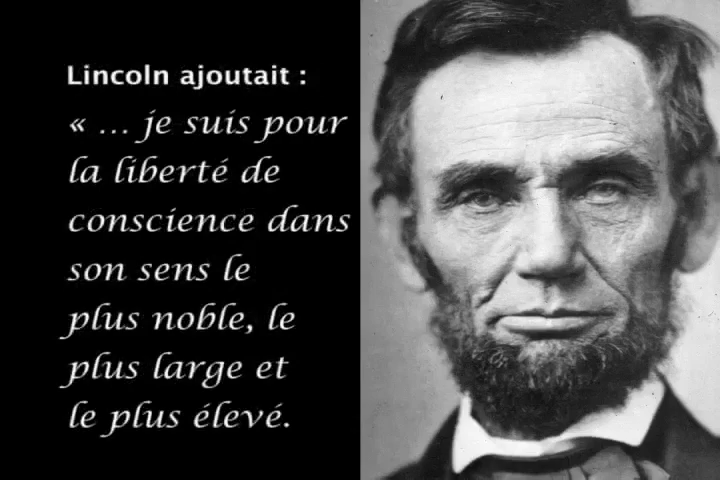 Lincoln ajoutait :
« ... je suis pour
la liberté de
conscience dans
son sens le
plus noble, le
plus large et
le plus élevé.